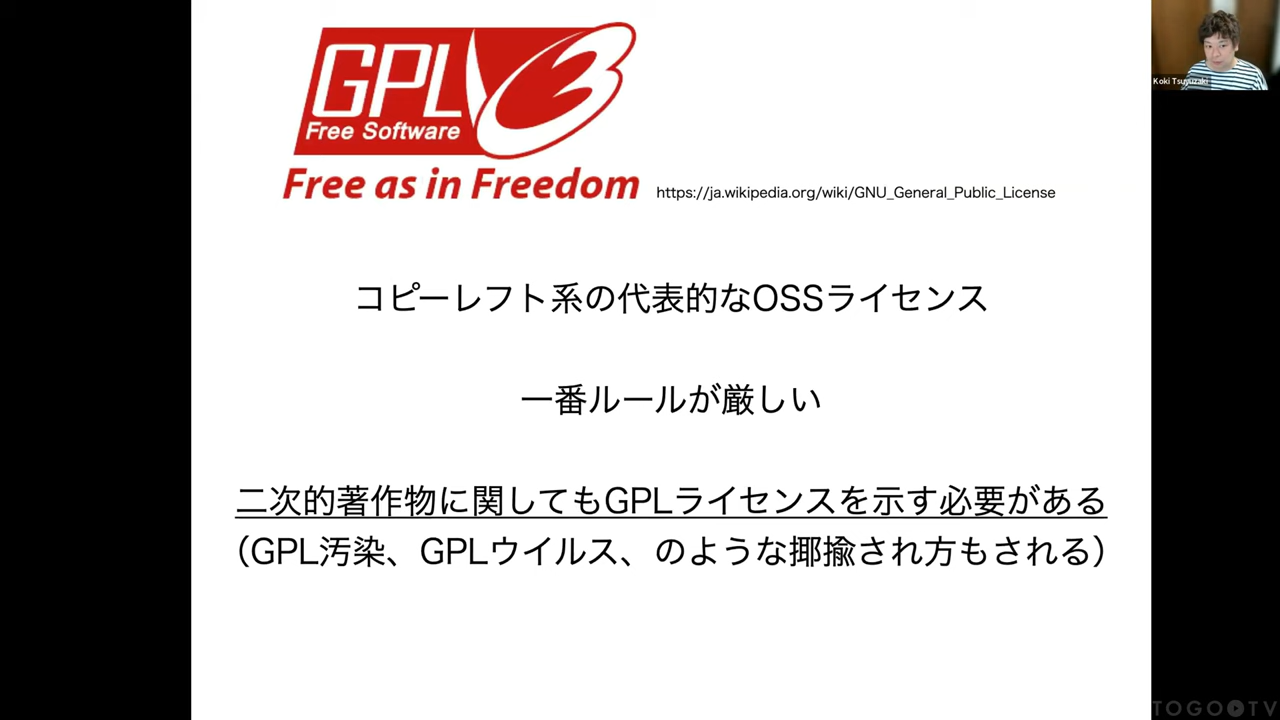 GPL 3
Free Software
Free as in Freedom
https://ja.wikipedia.org/wiki/GNU_General_Public_License
Koki Tsuyuzaki
コピーレフト系の代表的なOSSライセンス
一番ルールが厳しい
二次的著作物に関してもGPLライセンスを示す必要がある
（GPL汚染、GPLウイルス、のような揶揄され方もされる）
TOGOTV